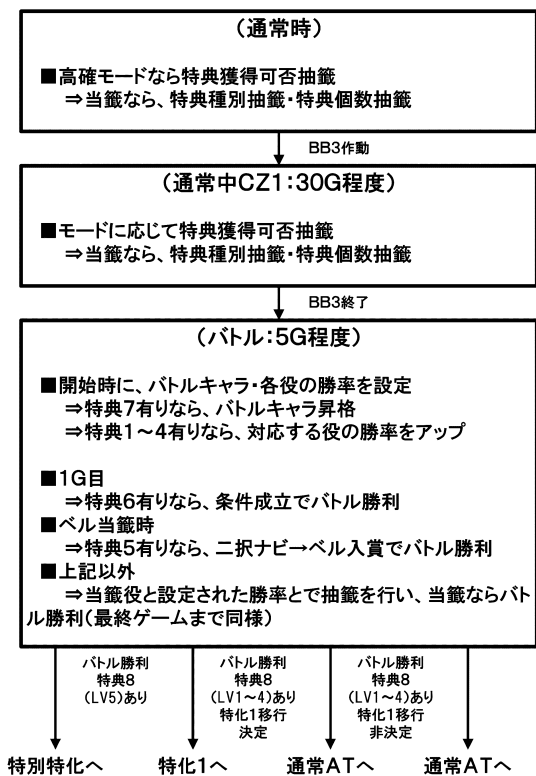 (通常時)
■高確モードなら特典獲得可否抽籤
⇒当籤なら、特典種別抽籤・特典個数抽籤
BB3作動
(通常中CZ1:30G程度)
■モードに応じて特典獲得可否抽籤
⇒当籤なら、特典種別抽籤・特典個数抽籤
BB3終了
(バトル:5G程度)
■開始時に、バトルキャラ・各役の勝率を設定
⇒特典7有りなら、バトルキャラ昇格
⇒特典1~4有りなら、対応する役の勝率をアップ
■1G目
⇒特典6有りなら、条件成立でバトル勝利
■ベル当籤時
⇒特典5有りなら、二択ナビ→ベル入賞でバトル勝利
■上記以外
⇒当籤役と設定された勝率とで抽籤を行い、当籤ならバト
ル勝利(最終ゲームまで同様)
バトル勝利
特典8
(LV5)あり
バトル勝利
特典8
(LV1~4)あり
特化1移行
決定
バトル勝利
特典8
(LV1~4)あり
特化1移行
非決定
特別特化へ
特化1へ
通常ATへ
通常ATへ